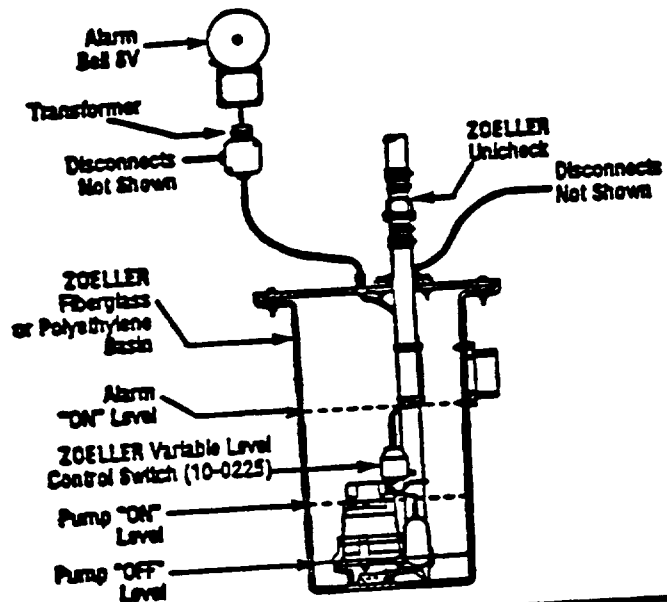 Alarm
Bell 8V
Transformer
Disconnects
Not Shown
ZOELLER
Unicheck
Disconnects
Not Shown
ZOELLER
Fiberglass
or Polyethylene
Basin
Alarm
"ON" Level
ZOELLER Variable Level
Control Switch (10-0225)
Pump "ON"
Level
Pump "OFF"
Level